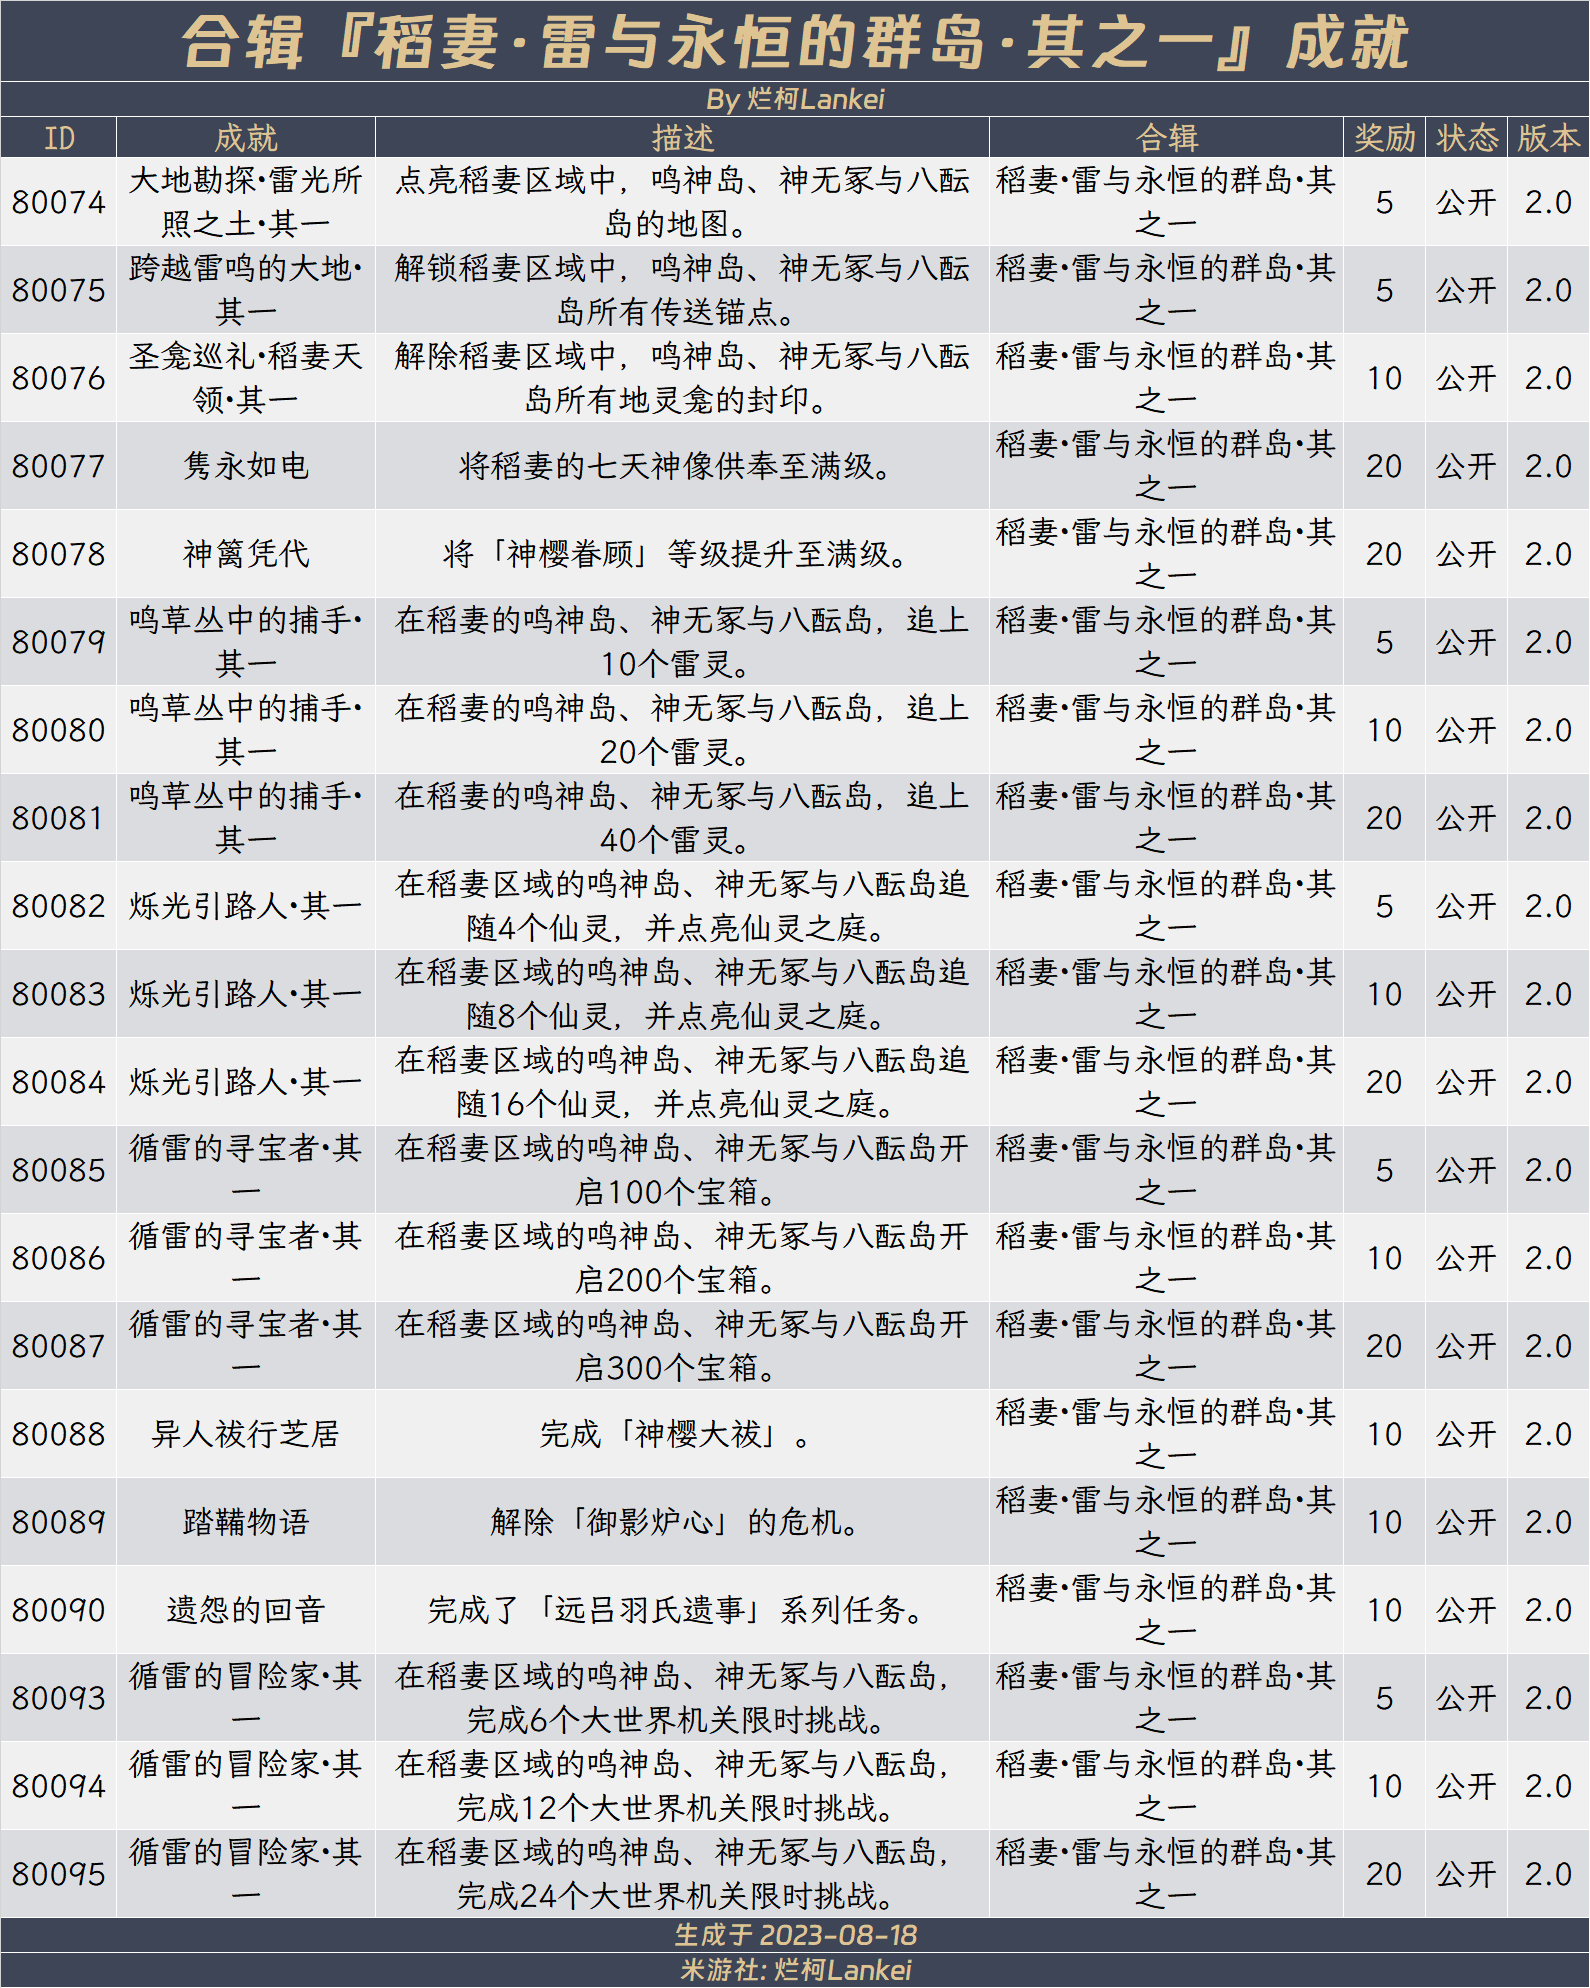 合辑『稻妻·雷与永恒的群岛·其之一』成就
By 烂柯Lankei
ID 成就 描述 合辑 奖励 状态 版本
80074 大地勘探·雷光所照之土·其一 点亮稻妻区域中，鸣神岛、神无冢与八酝岛的地图。 稻妻·雷与永恒的群岛·其之一 5 公开 2.0
80075 跨越雷鸣的大地·其一 解锁稻妻区域中，鸣神岛、神无冢与八酝岛所有传送锚点。 稻妻·雷与永恒的群岛·其之一 5 公开 2.0
80076 圣龛巡礼·稻妻天领·其一 解除稻妻区域中，鸣神岛、神无冢与八酝岛所有地灵龛的封印。 稻妻·雷与永恒的群岛·其之一 10 公开 2.0
80077 隽永如电 将稻妻的七天神像供奉至满级。 稻妻·雷与永恒的群岛·其之一 20 公开 2.0
80078 神篱凭代 将「神樱眷顾」等级提升至满级。 稻妻·雷与永恒的群岛·其之一 20 公开 2.0
80079 鸣草丛中的捕手·其一 在稻妻的鸣神岛、神无冢与八酝岛，追上10个雷灵。 稻妻·雷与永恒的群岛·其之一 5 公开 2.0
80080 鸣草丛中的捕手·其一 在稻妻的鸣神岛、神无冢与八酝岛，追上20个雷灵。 稻妻·雷与永恒的群岛·其之一 10 公开 2.0
80081 鸣草丛中的捕手·其一 在稻妻的鸣神岛、神无冢与八酝岛，追上40个雷灵。 稻妻·雷与永恒的群岛·其之一 20 公开 2.0
80082 烁光引路人·其一 在稻妻区域的鸣神岛、神无冢与八酝岛追随4个仙灵，并点亮仙灵之庭。 稻妻·雷与永恒的群岛·其之一 5 公开 2.0
80083 烁光引路人·其一 在稻妻区域的鸣神岛、神无冢与八酝岛追随8个仙灵，并点亮仙灵之庭。 稻妻·雷与永恒的群岛·其之一 10 公开 2.0
80084 烁光引路人·其一 在稻妻区域的鸣神岛、神无冢与八酝岛追随16个仙灵，并点亮仙灵之庭。 稻妻·雷与永恒的群岛·其之一 20 公开 2.0
80085 循雷的寻宝者·其一 在稻妻区域的鸣神岛、神无冢与八酝岛开启100个宝箱。 稻妻·雷与永恒的群岛·其之一 5 公开 2.0
80086 循雷的寻宝者·其一 在稻妻区域的鸣神岛、神无冢与八酝岛开启200个宝箱。 稻妻·雷与永恒的群岛·其之一 10 公开 2.0
80087 循雷的寻宝者·其一 在稻妻区域的鸣神岛、神无冢与八酝岛开启300个宝箱。 稻妻·雷与永恒的群岛·其之一 20 公开 2.0
80088 异人祓行芝居 完成「神樱大祓」。 稻妻·雷与永恒的群岛·其之一 10 公开 2.0
80089 踏鞴物语 解除「御影炉心」的危机。 稻妻·雷与永恒的群岛·其之一 10 公开 2.0
80090 遗怨的回音 完成了「远吕羽氏遗事」系列任务。 稻妻·雷与永恒的群岛·其之一 10 公开 2.0
80093 循雷的冒险家·其一 在稻妻区域的鸣神岛、神无冢与八酝岛，完成6个大世界机关限时挑战。 稻妻·雷与永恒的群岛·其之一 5 公开 2.0
80094 循雷的冒险家·其一 在稻妻区域的鸣神岛、神无冢与八酝岛，完成12个大世界机关限时挑战。 稻妻·雷与永恒的群岛·其之一 10 公开 2.0
80095 循雷的冒险家·其一 在稻妻区域的鸣神岛、神无冢与八酝岛，完成24个大世界机关限时挑战。 稻妻·雷与永恒的群岛·其之一 20 公开 2.0
生成于 2023-08-18
米游社: 烂柯Lankei